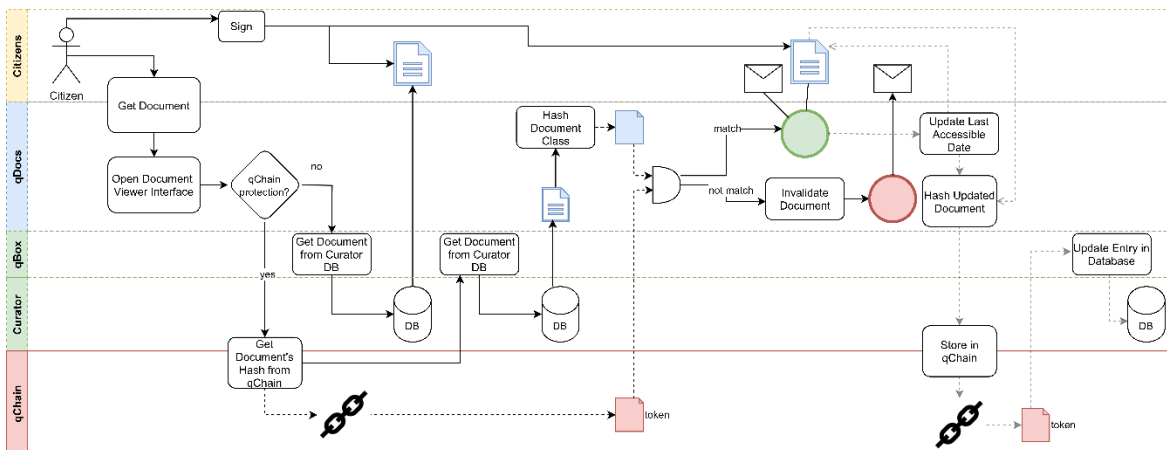 Citizens
Citizen
Sign
Get Document
qDocs
Open Document
Viewer Interface
qChain
protection?
no
yes
Hash
Document
Class
match
not match
Invalidate
Document
Update Last
Accessible
Date
Hash Updated
Document
qBox
Get Document
from Curator
DB
Get Document
from Curator
DB
Update Entry in
Database
Curator
DB
DB
DB
qChain
Get
Document's
Hash from
qChain
token
Store in
qChain
token